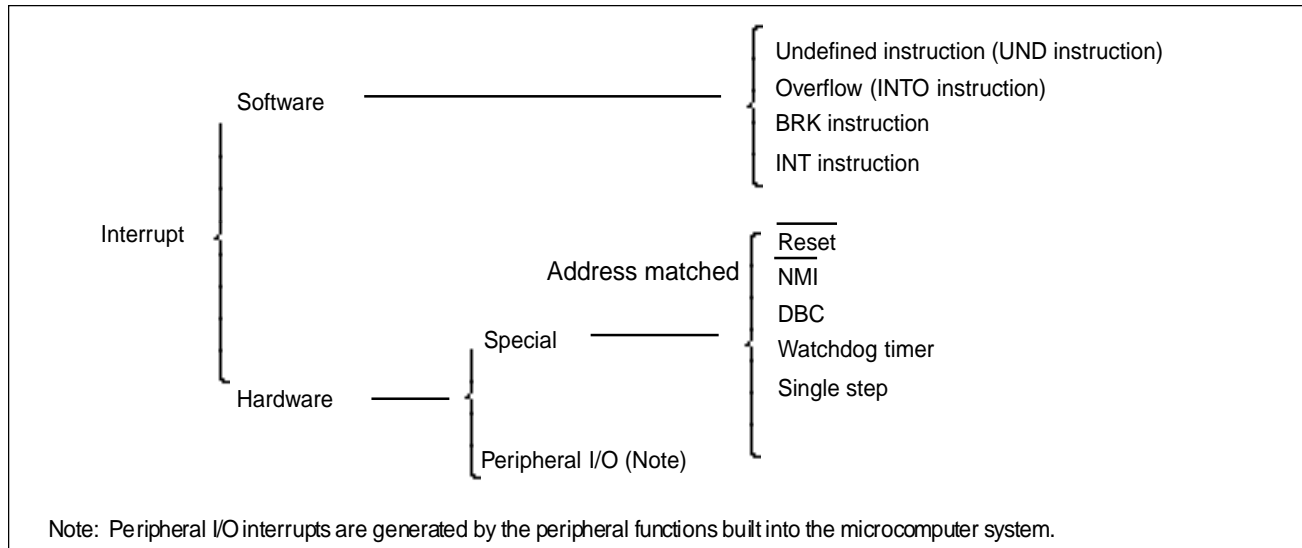 Undefined instruction (UND instruction)
Software
Overflow (INTO instruction)
BRK instruction
INT instruction
Interrupt
Reset
Address matched
NMI
DBC
Special
Watchdog timer
Single step
Hardware
Peripheral I/O (Note)
Note: Peripheral I/O interrupts are generated by the peripheral functions built into the microcomputer system.